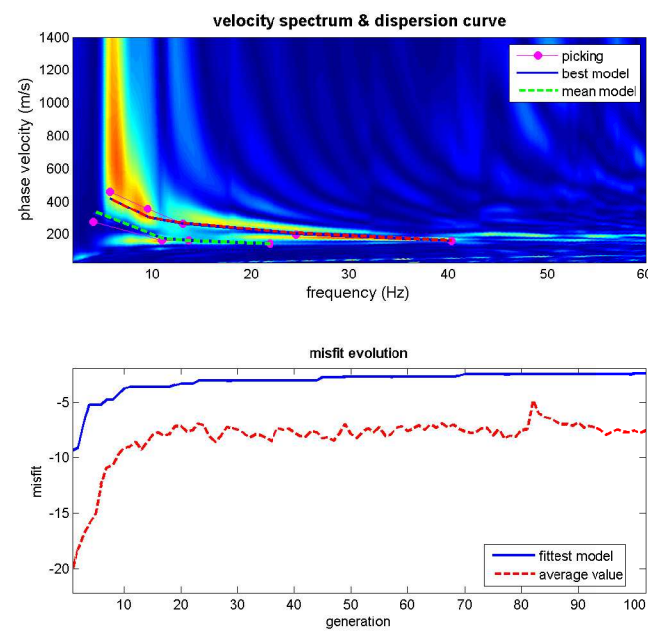 velocity spectrum & dispersion curve
phase velocity (m/s)
1400
1200
1000
800
600
400
200
picking
best model
mean model
10
20
30
40
50
60
frequency (Hz)
misfit evolution
misfit
-5
-10
-15
-20
fittest model
average value
10
20
30
40
50
60
70
80
90
100
generation